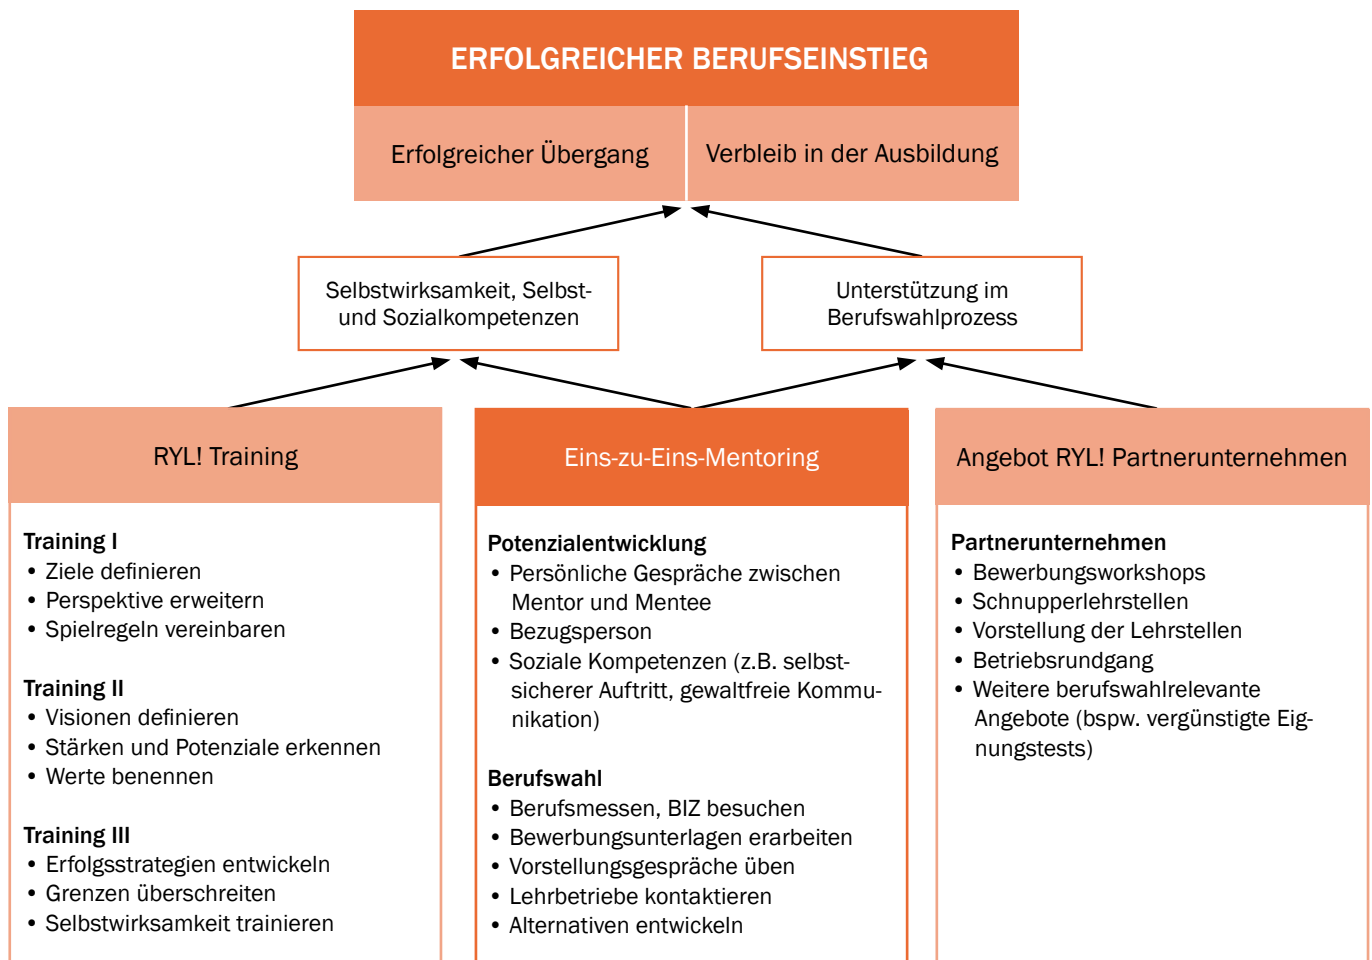 ERFOLGREICHER BERUFSEINSTIEG
Erfolgreicher Übergang
Verbleib in der Ausbildung
Selbstwirksamkeit, Selbst-
und Sozialkompetenzen
Unterstützung im
Berufswahlprozess
RYL! Training
Training I
• Ziele definieren
• Perspektive erweitern
• Spielregeln vereinbaren
Training II
• Visionen definieren
• Stärken und Potenziale erkennen
• Werte benennen
Training III
• Erfolgsstrategien entwickeln
• Grenzen überschreiten
• Selbstwirksamkeit trainieren
Eins-zu-Eins-Mentoring
Potenzialentwicklung
• Persönliche Gespräche zwischen
Mentor und Mentee
• Bezugsperson
• Soziale Kompetenzen (z.B. selbst-
sicherer Auftritt, gewaltfreie Kommu-
nikation)
Berufswahl
• Berufsmessen, BIZ besuchen
• Bewerbungsunterlagen erarbeiten
• Vorstellungsgespräche üben
• Lehrbetriebe kontaktieren
• Alternativen entwickeln
Angebot RYL! Partnerunternehmen
Partnerunternehmen
• Bewerbungsworkshops
• Schnupperlehrstellen
• Vorstellung der Lehrstellen
• Betriebsrundgang
• Weitere berufswahlrelevante
Angebote (bspw. vergünstigte Eig-
nungstests)